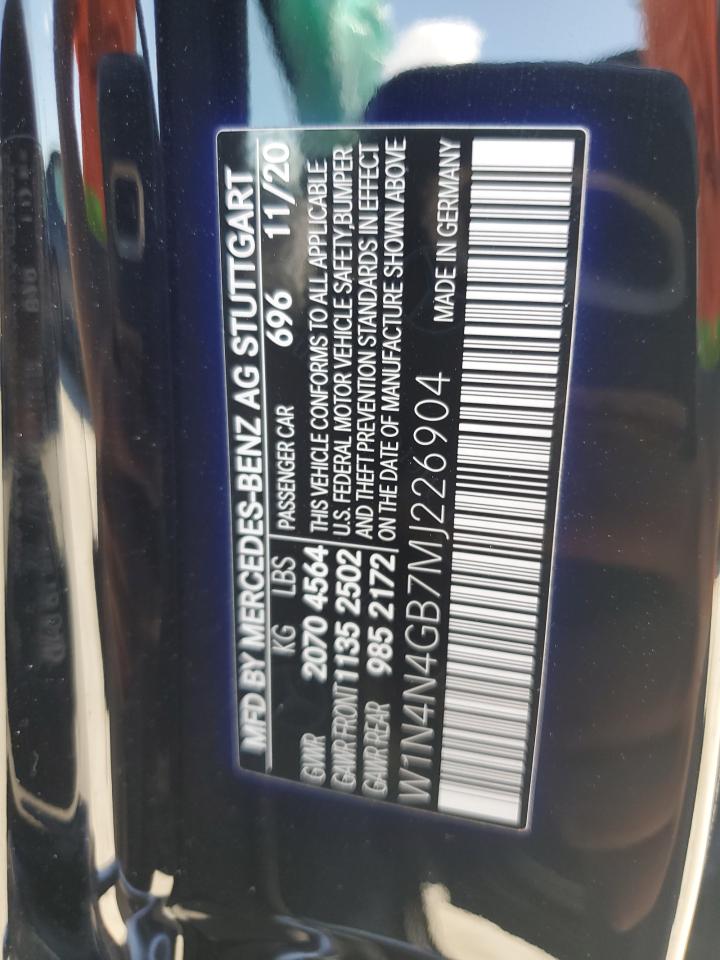 MFD BY MERCEDES-BENZ AG STUTTGART
KG LBS PASSENGER CAR 696 11/20
GVWR 2070 4564 THIS VEHICLE CONFORMS TO ALL APPLICABLE
GAWR FRONT 1135 2502 U.S. FEDERAL MOTOR VEHICLE SAFETY,BUMPER
GAWR REAR 985 2172 AND THEFT PREVENTION STANDARDS IN EFFECT
ON THE DATE OF MANUFACTURE SHOWN ABOVE
W1N4N4GB7MJ226904 MADE IN GERMANY